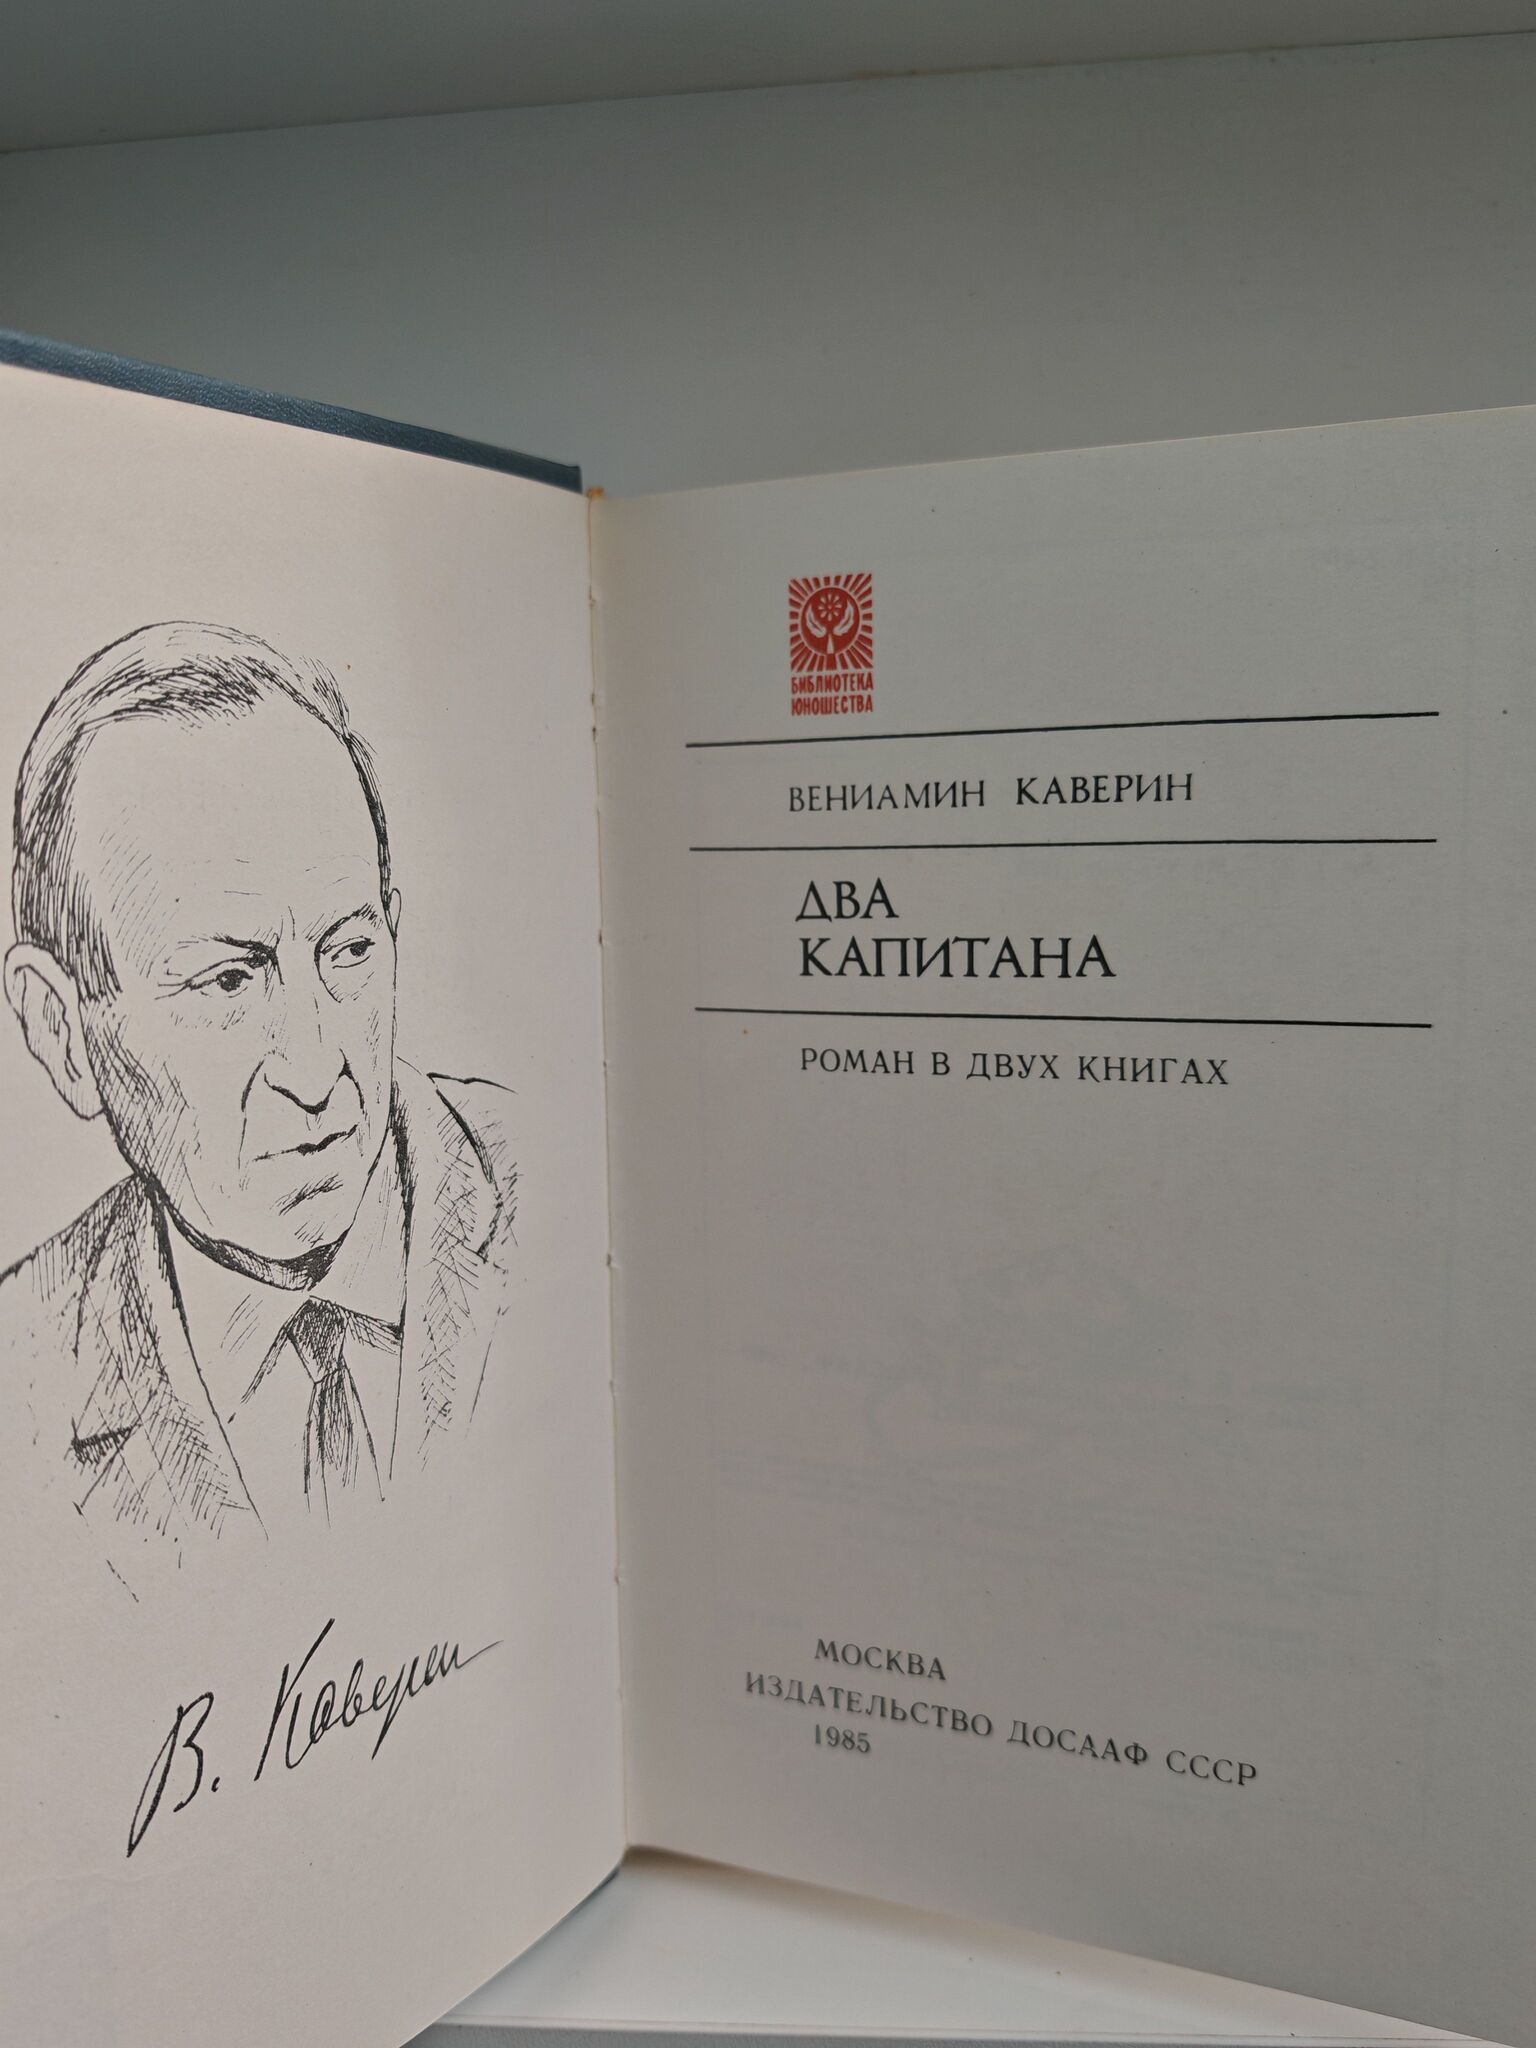 В. Каверин
БИБЛИОТЕКА
ЮНОШЕСТВА
ВЕНИАМИН КАВЕРИН
ДВА
КАПИТАНА
РОМАН В ДВУХ КНИГАХ
МОСКВА
ИЗДАТЕЛЬСТВО ДОСААФ СССР
1985